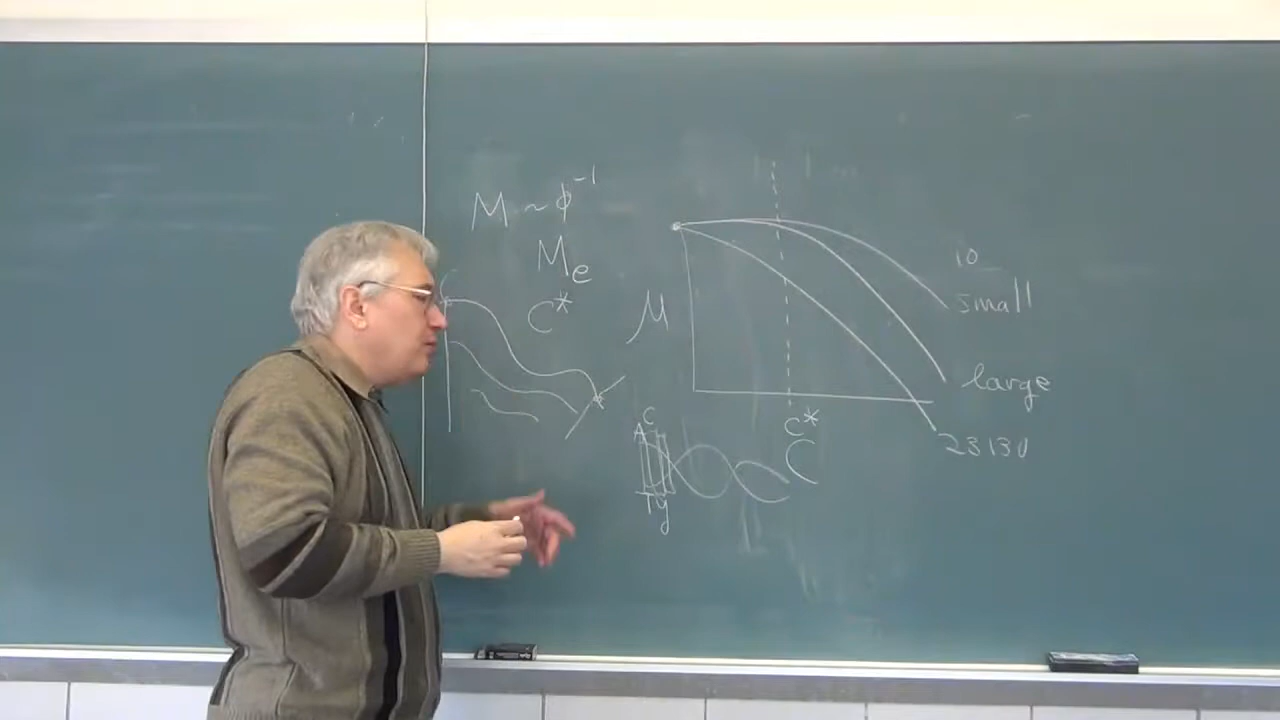 M ~ ϕ⁻¹
Mₑ
C*
μ
10
small
large
23130
C*
C
A C
T g